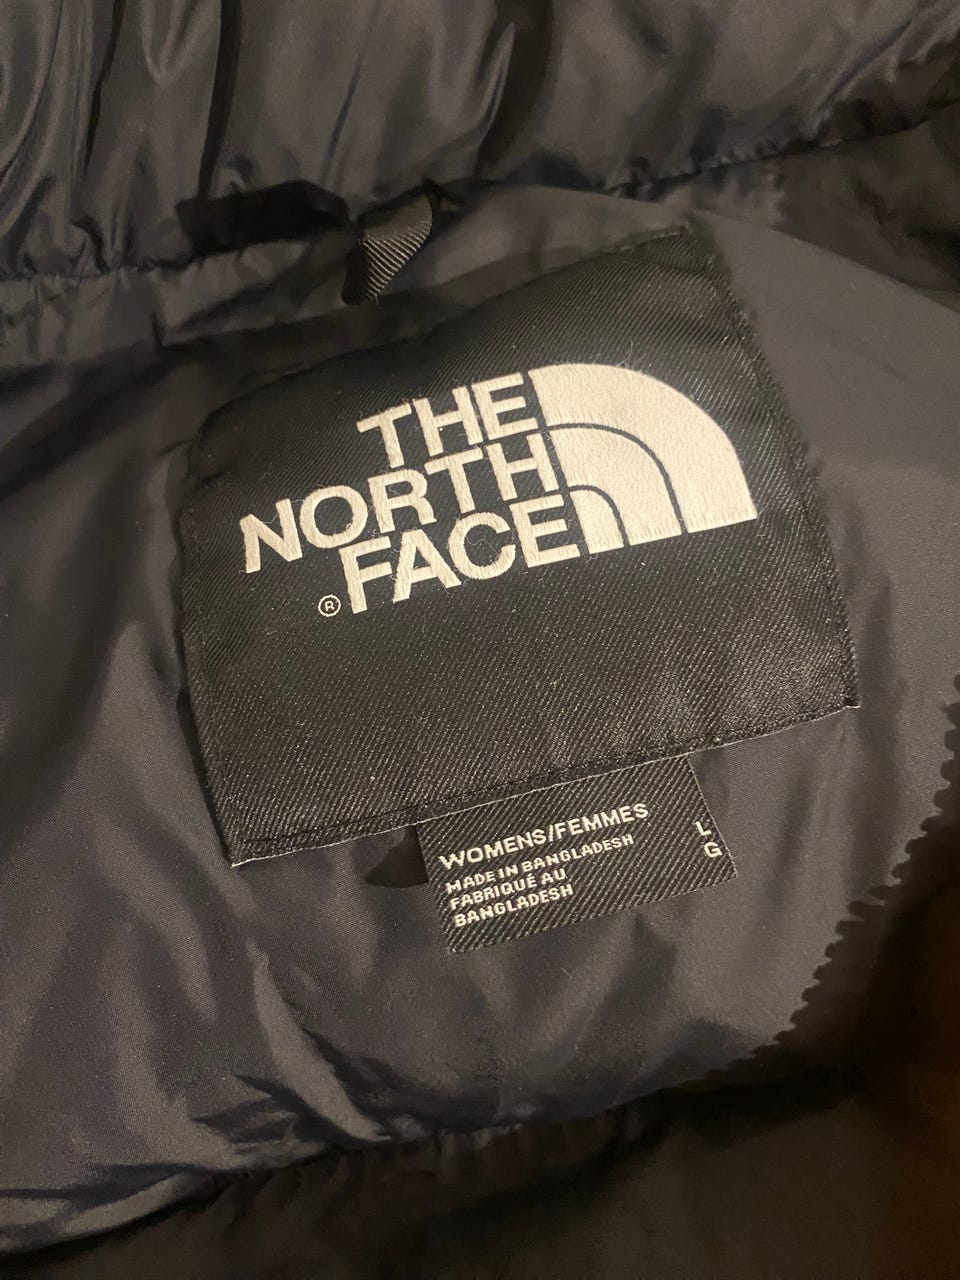 THE
NORTH
FACE
®
WOMENS/FEMMES
MADE IN BANGLADESH
FABRIQUÉ AU
BANGLADESH
L
G